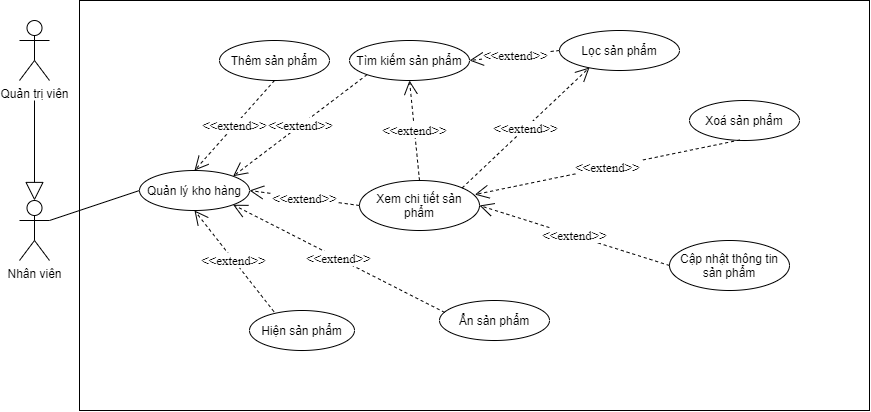 Quản trị viên
Nhân viên
Thêm sản phẩm
Tìm kiếm sản phẩm
<<extend>>
Lọc sản phẩm
<<extend>>
<<extend>>
<<extend>>
<<extend>>
Xoá sản phẩm
Quản lý kho hàng
<<extend>>
Xem chi tiết sản
phẩm
<<extend>>
<<extend>>
<<extend>>
<<extend>>
Cập nhật thông tin
sản phẩm
Hiện sản phẩm
Ẩn sản phẩm